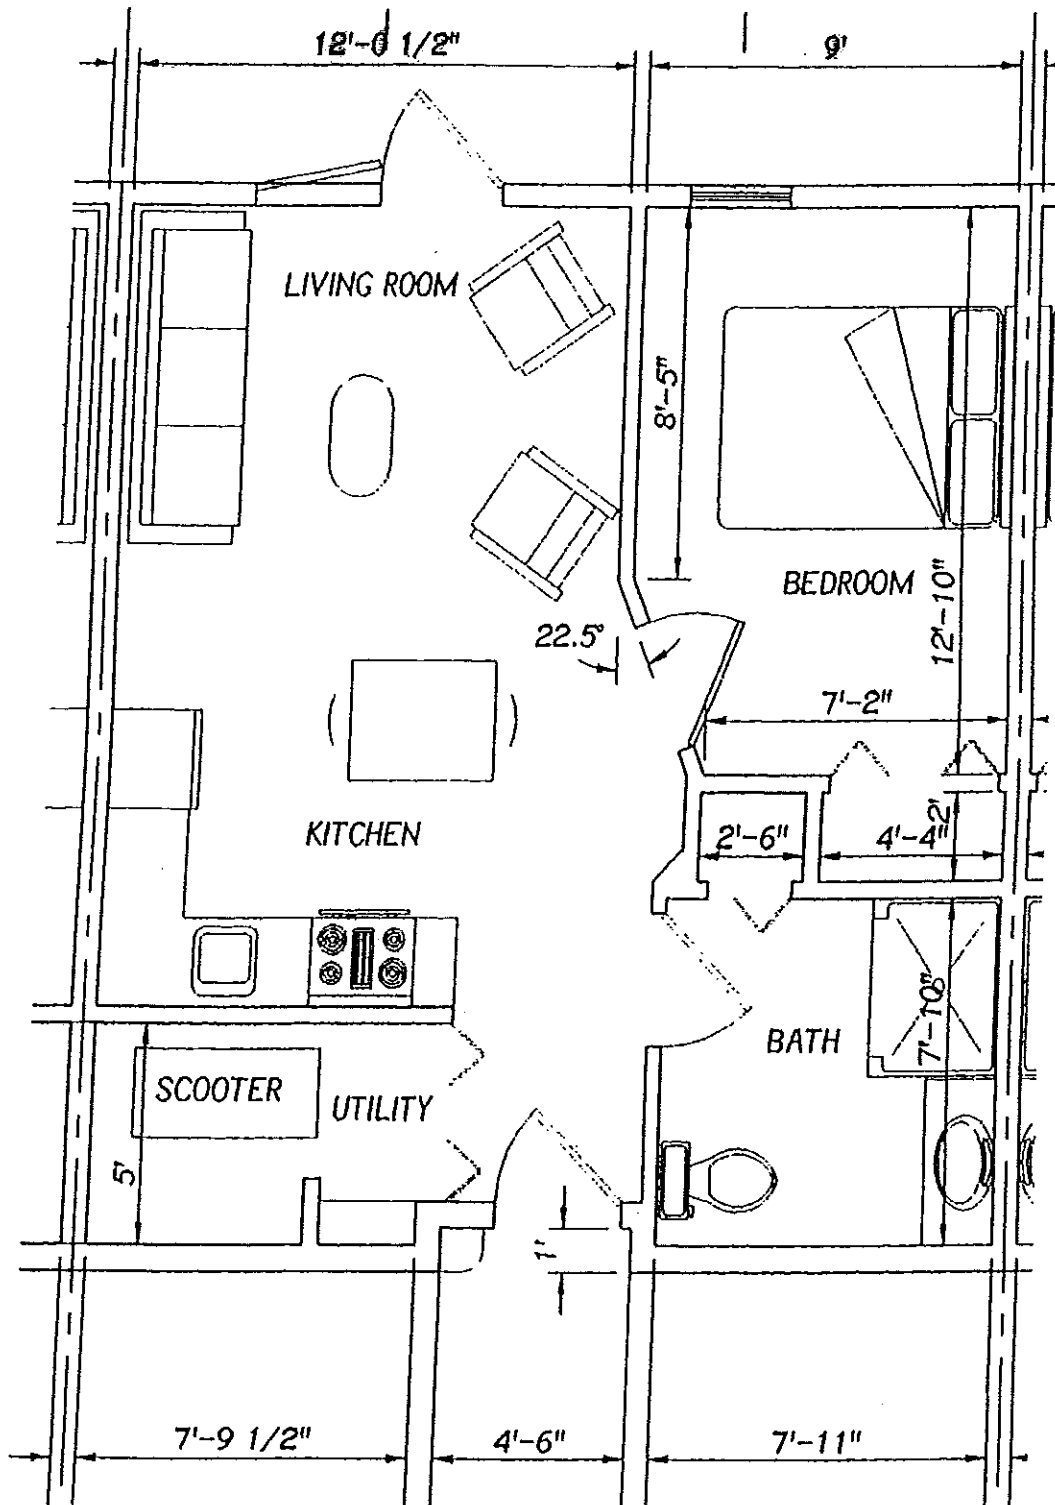 12'-0 1/2"
9'
LIVING ROOM
8'-5"
BEDROOM
12'-10"
22.5°
7'-2"
KITCHEN
2'-6"
4'-4"
2'
7'-10"
BATH
SCOOTER
UTILITY
5'
1'
7'-9 1/2"
4'-6"
7'-11"